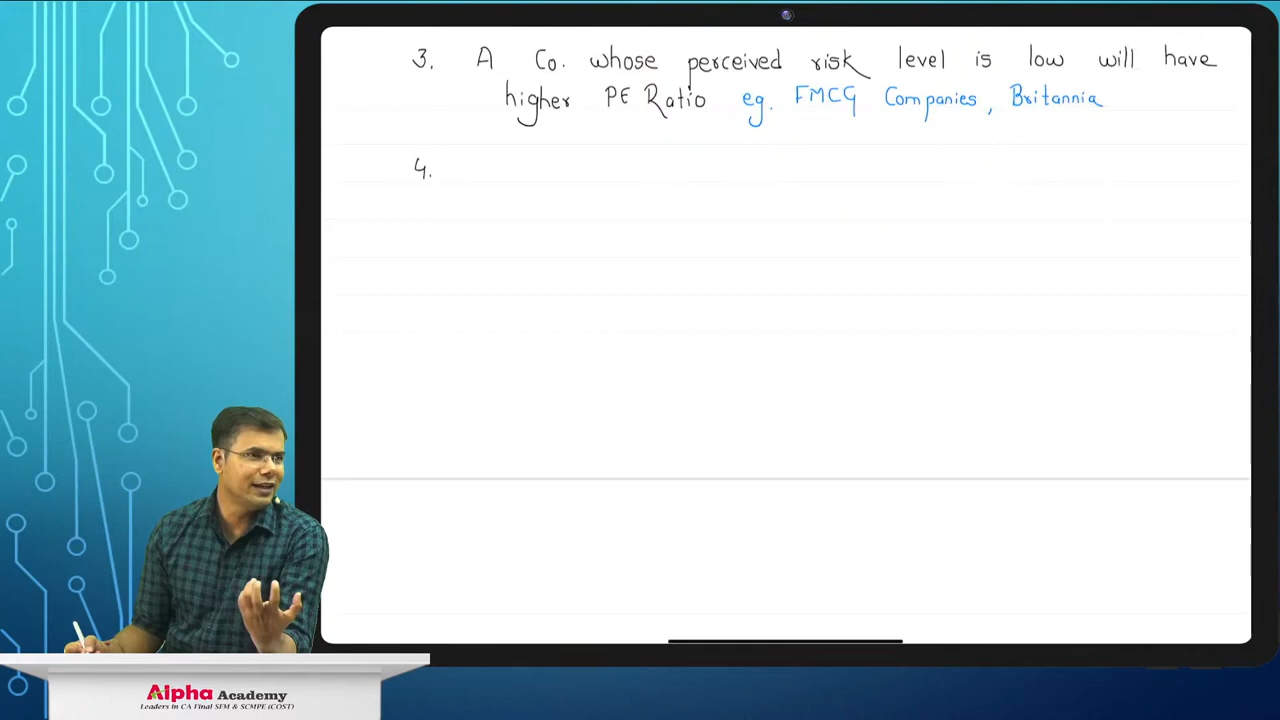 3. A Co. whose perceived risk level is low will have
higher PE Ratio eg. FMCG Companies, Britannia
4.
Alpha Academy
Leaders in CA Final SFM & SCMPE (COST)